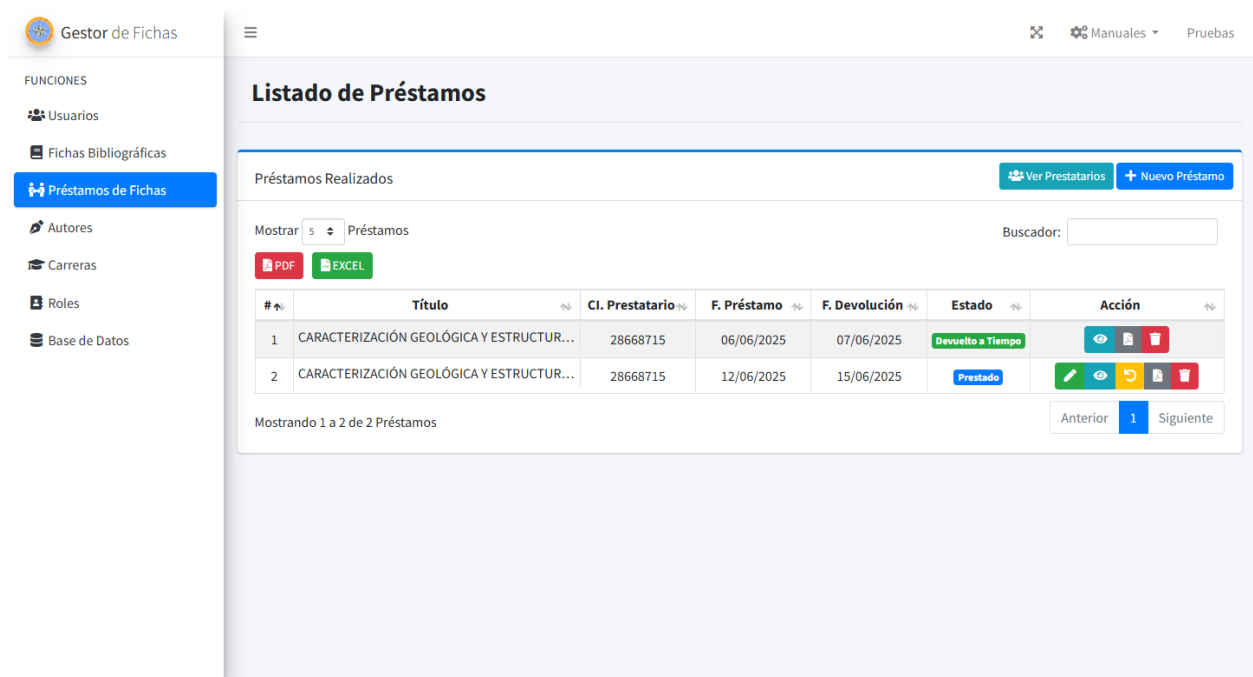 Gestor de Fichas
Manuales Pruebas
FUNCIONES
Usuarios
Fichas Bibliográficas
Préstamos de Fichas
Autores
Carreras
Roles
Base de Datos
Listado de Préstamos
Préstamos Realizados Ver Prestatarios Nuevo Préstamo
Mostrar 5 Préstamos Buscador:
PDF EXCEL
# Título CI. Prestatario F. Préstamo F. Devolución Estado Acción
1 CARACTERIZACIÓN GEOLÓGICA Y ESTRUCTUR... 28668715 06/06/2025 07/06/2025 Devuelto a Tiempo
2 CARACTERIZACIÓN GEOLÓGICA Y ESTRUCTUR... 28668715 12/06/2025 15/06/2025 Prestado
Mostrando 1 a 2 de 2 Préstamos Anterior 1 Siguiente